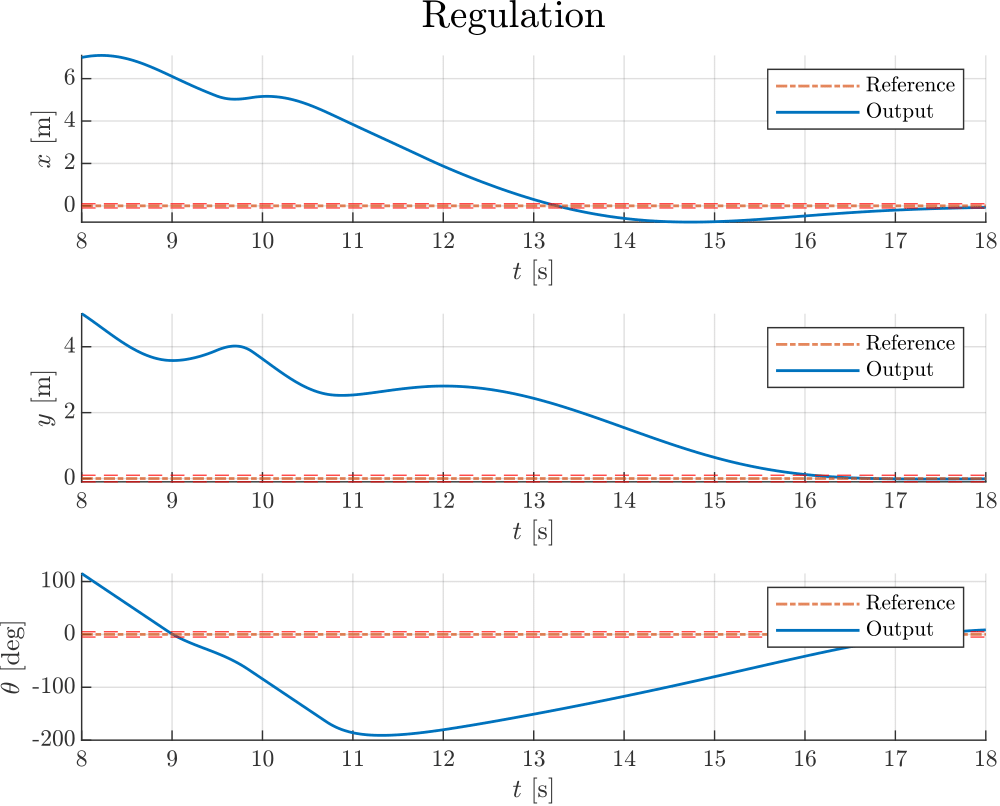 Regulation
6
4
2
0
x [m]
Reference
Output
8 9 10 11 12 13 14 15 16 17 18
t [s]
4
2
0
y [m]
Reference
Output
8 9 10 11 12 13 14 15 16 17 18
t [s]
100
0
-100
-200
θ [deg]
Reference
Output
8 9 10 11 12 13 14 15 16 17 18
t [s]